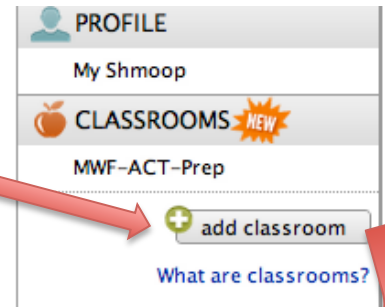 PROFILE
My Shmoop
CLASSROOMS NEW
MWF-ACT-Prep
add classroom
What are classrooms?